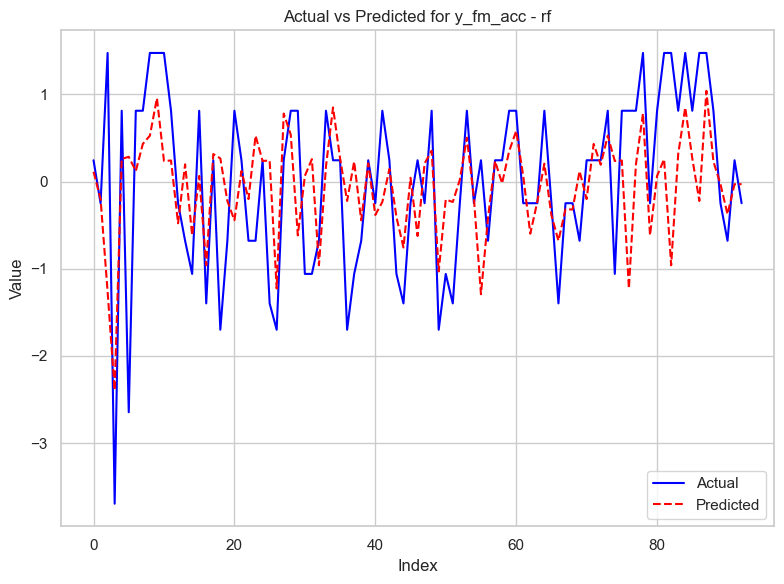 Actual vs Predicted for y_fm_acc - rf
Value
1
0
−1
−2
−3
0
20
40
60
80
Index
Actual
Predicted